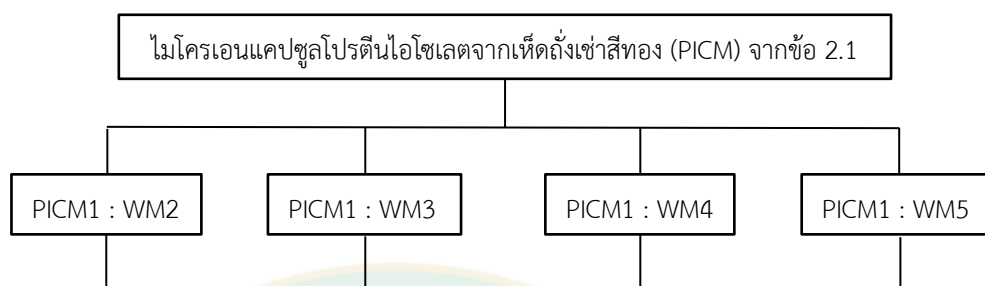 ไมโครเอนแคปซูลโปรตีนไอโซเลตจากเห็ดถั่งเช่าสีทอง (PICM) จากข้อ 2.1
PICM1 : WM2
PICM1 : WM3
PICM1 : WM4
PICM1 : WM5